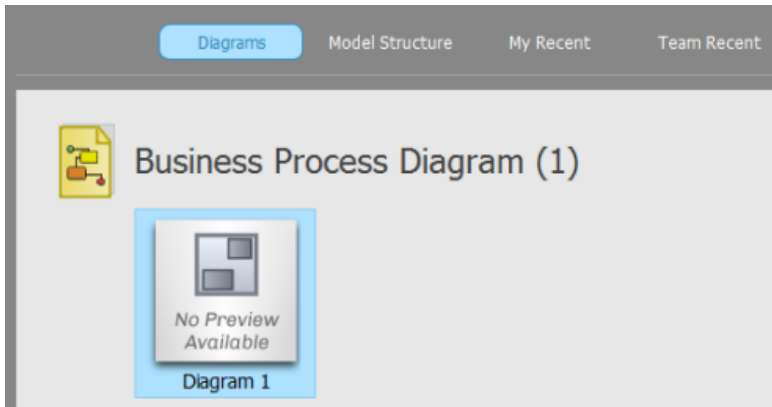 Diagrams Model Structure My Recent Team Recent
Business Process Diagram (1)
No Preview
Available
Diagram 1